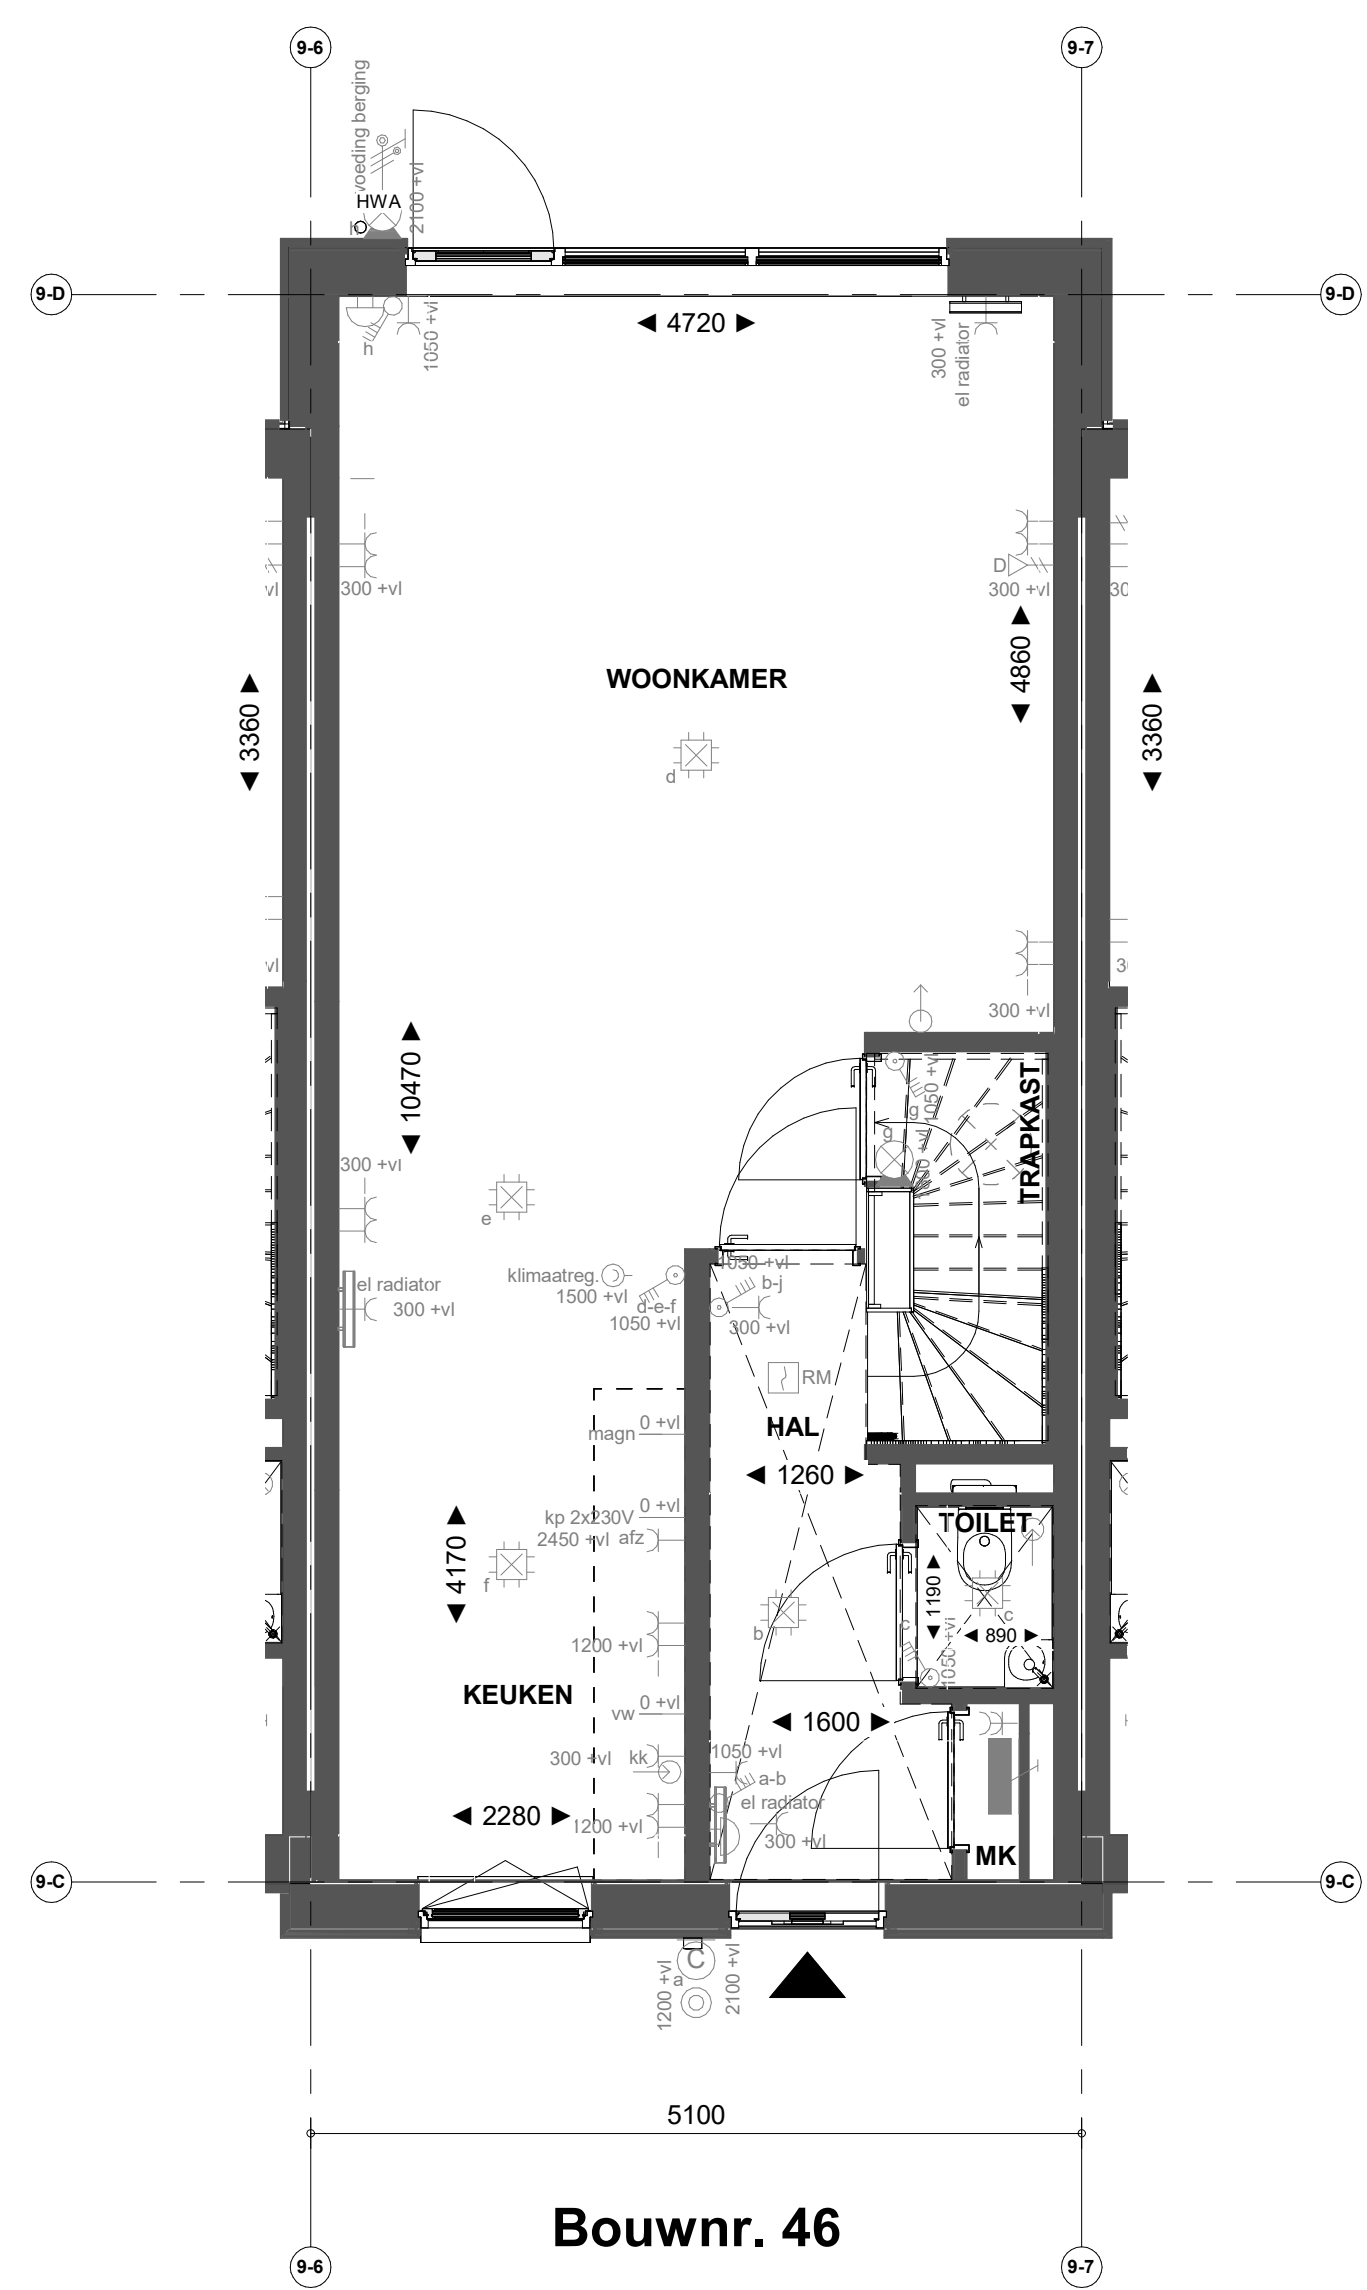 9-6
9-7
voeding berging
2100 +vl
HWA
h
9-D
9-D
h
1050 +vl
4720
300 +vl
el radiator
300 +vl
D
300 +vl
vl
30
4860
WOONKAMER
3360
3360
d
vl
300 +vl
10470
TRAPKAST
1050 +vl
g
g
300 +vl
e
el radiator
300 +vl
klimaatreg.
1500 +vl
d-e-f
1050 +vl
1050 +vl
b-j
300 +vl
RM
HAL
1260
magn
0 +vl
kp 2x230V
0 +vl
2450 +vl
afz
4170
f
1200 +vl
TOILET
1190
890
c
c
1050 +vl
b
KEUKEN
vw
0 +vl
1600
300 +vl
kk
1050 +vl
a-b
el radiator
300 +vl
2280
1200 +vl
MK
9-C
9-C
C
a
1200 +vl
2100 +vl
5100
Bouwnr. 46
9-6
9-7